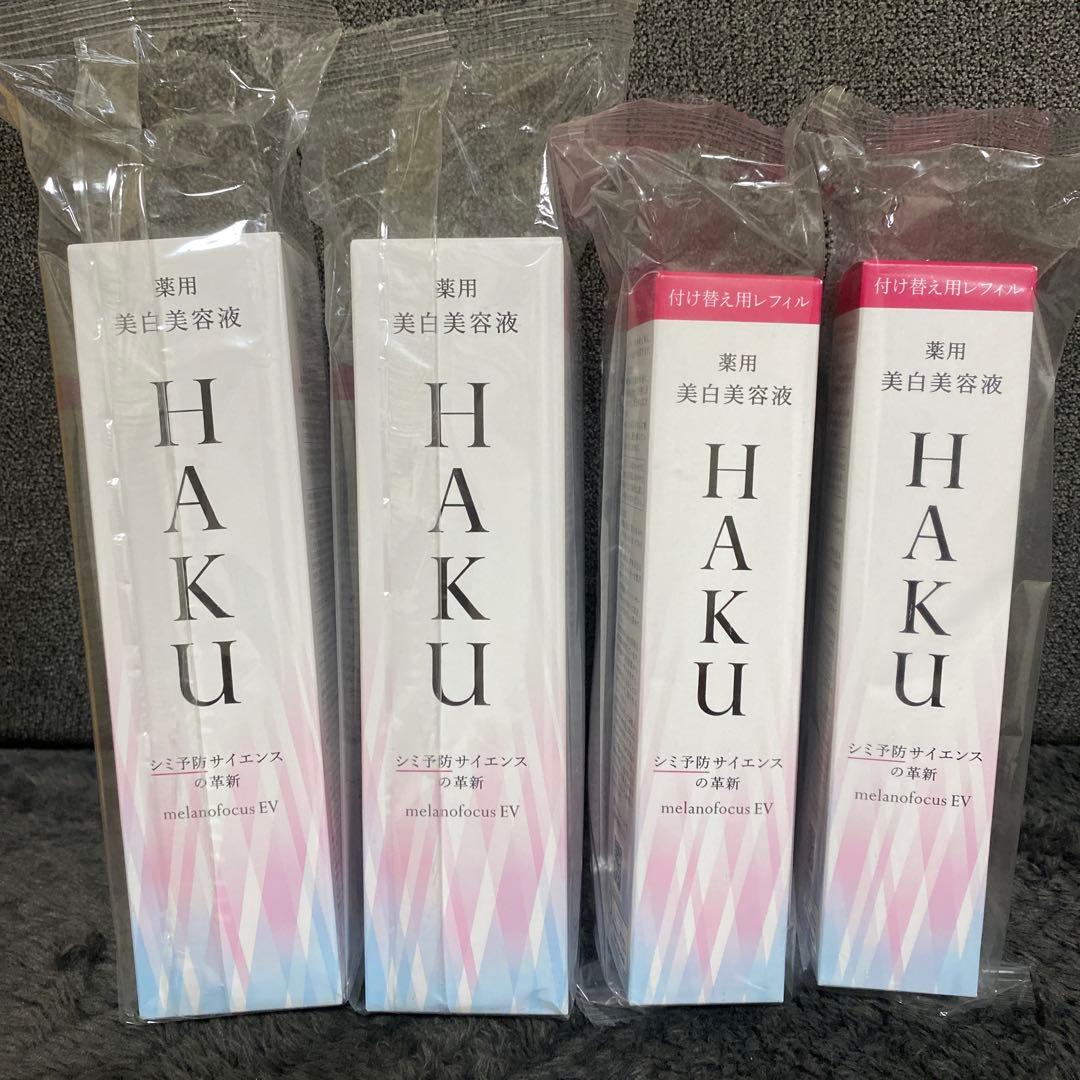 薬用
美白美容液
HAKU
シミ予防サイエンス
の革新
melanofocus EV
薬用
美白美容液
HAKU
シミ予防サイエンス
の革新
melanofocus EV
付け替え用レフィル
薬用
美白美容液
HAKU
シミ予防サイエンス
の革新
melanofocus EV
付け替え用レフィル
薬用
美白美容液
HAKU
シミ予防サイエンス
の革新
melanofocus EV